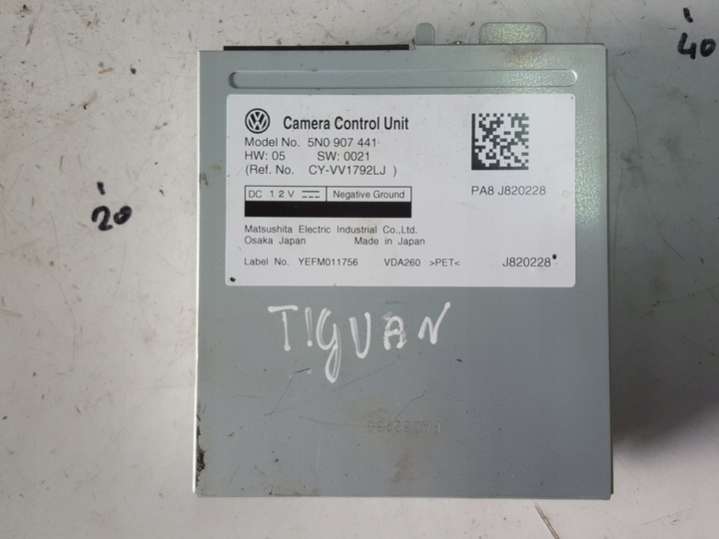 40
20
Camera Control Unit
Model No. 5N0 907 441
HW: 05 SW: 0021
(Ref. No. CY-VV1792LJ )
DC 12V Negative Ground
PA8 J820228
Matsushita Electric Industrial Co.,Ltd.
Osaka Japan Made in Japan
Label No. YEFM011756 VDA260 >PET< J820228
TIGUAN